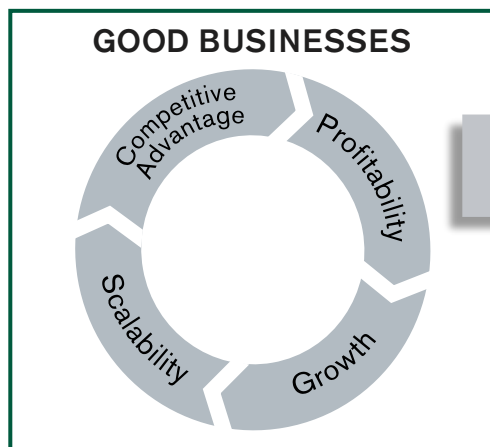 GOOD BUSINESSES
Competitive
Advantage
Profitability
Growth
Scalability